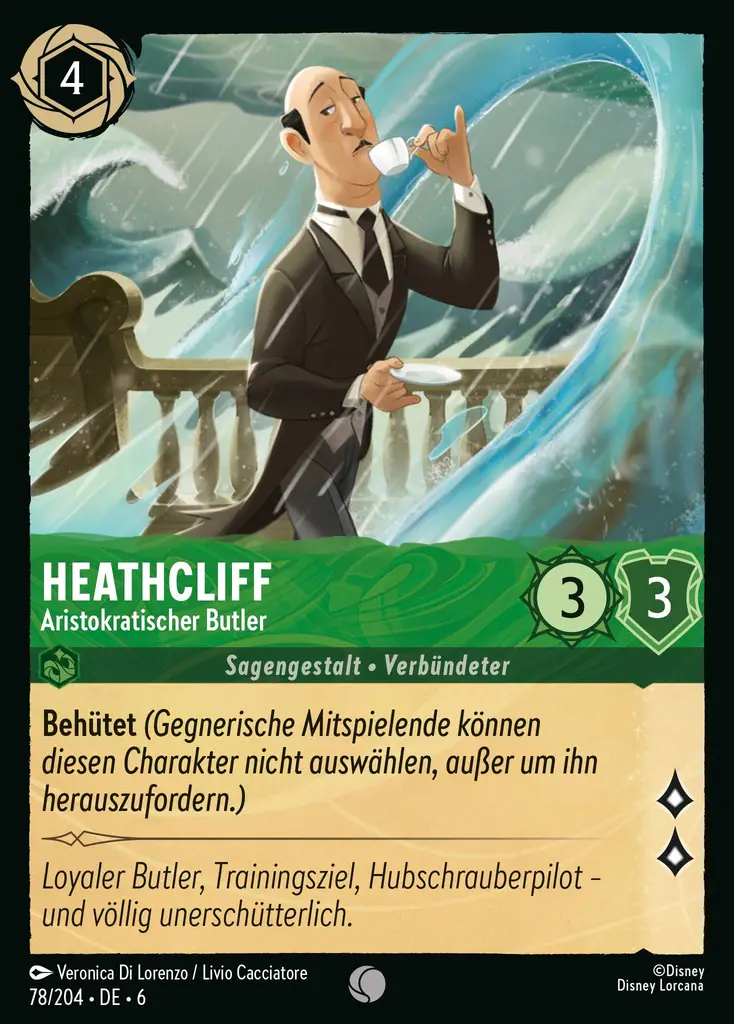 4
HEATHCLIFF
Aristokratischer Butler
3
3
Sagengestalt • Verbündeter
Behütet (Gegnerische Mitspielende können
diesen Charakter nicht auswählen, außer um ihn
herauszufordern.)
Loyaler Butler, Trainingsziel, Hubschrauberpilot –
und völlig unerschütterlich.
Veronica Di Lorenzo / Livio Cacciatore
78/204 • DE • 6
©Disney
Disney Lorcana